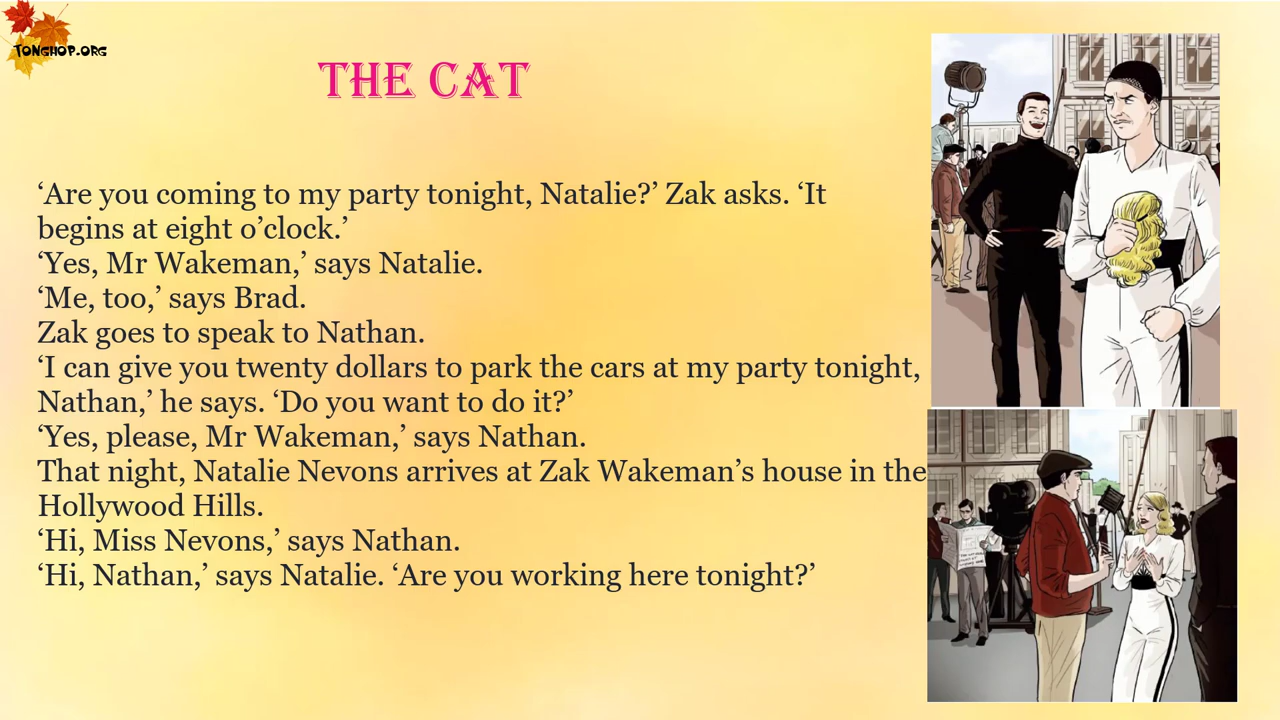 TONGHOP.ORG
THE CAT
‘Are you coming to my party tonight, Natalie?’ Zak asks. ‘It
begins at eight o’clock.’
‘Yes, Mr Wakeman,’ says Natalie.
‘Me, too,’ says Brad.
Zak goes to speak to Nathan.
‘I can give you twenty dollars to park the cars at my party tonight,
Nathan,’ he says. ‘Do you want to do it?’
‘Yes, please, Mr Wakeman,’ says Nathan.
That night, Natalie Nevons arrives at Zak Wakeman’s house in the
Hollywood Hills.
‘Hi, Miss Nevons,’ says Nathan.
‘Hi, Nathan,’ says Natalie. ‘Are you working here tonight?’